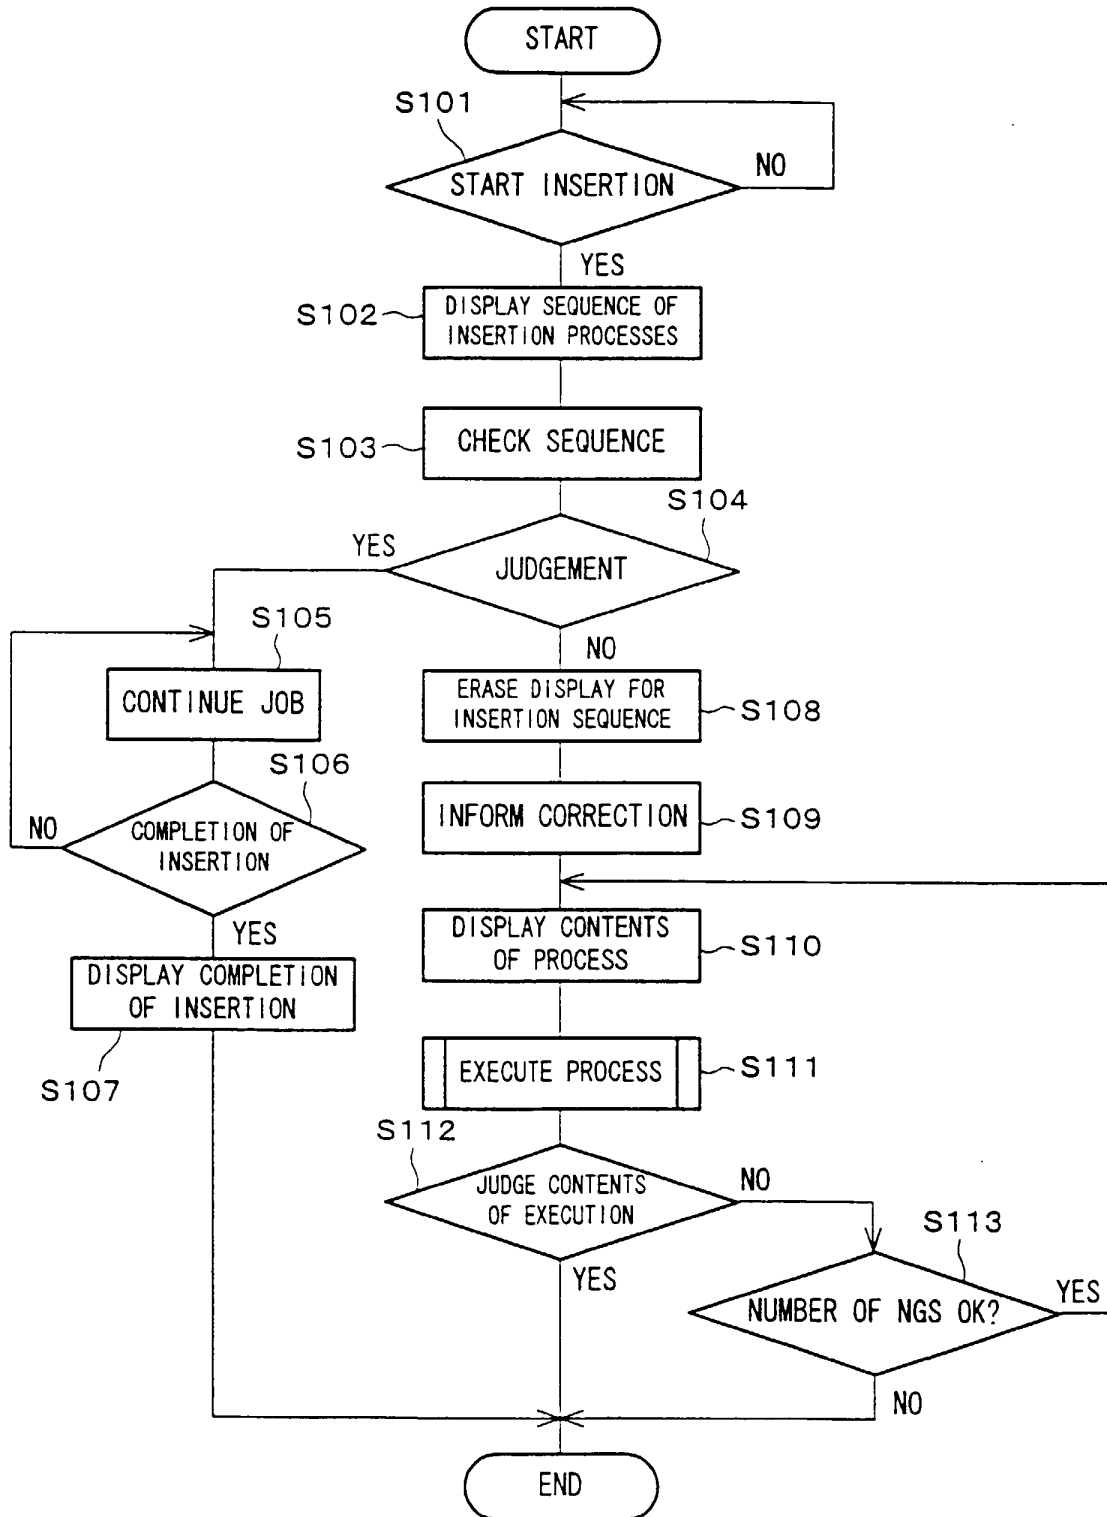 START
S101
START INSERTION
NO
YES
S102
DISPLAY SEQUENCE OF
INSERTION PROCESSES
S103
CHECK SEQUENCE
S104
YES
JUDGEMENT
NO
S105
CONTINUE JOB
S106
NO
COMPLETION OF
INSERTION
YES
DISPLAY COMPLETION
OF INSERTION
S107
ERASE DISPLAY FOR
INSERTION SEQUENCE
S108
INFORM CORRECTION
S109
DISPLAY CONTENTS
OF PROCESS
S110
EXECUTE PROCESS
S111
S112
JUDGE CONTENTS
OF EXECUTION
NO
YES
S113
NUMBER OF NGS OK?
YES
NO
END